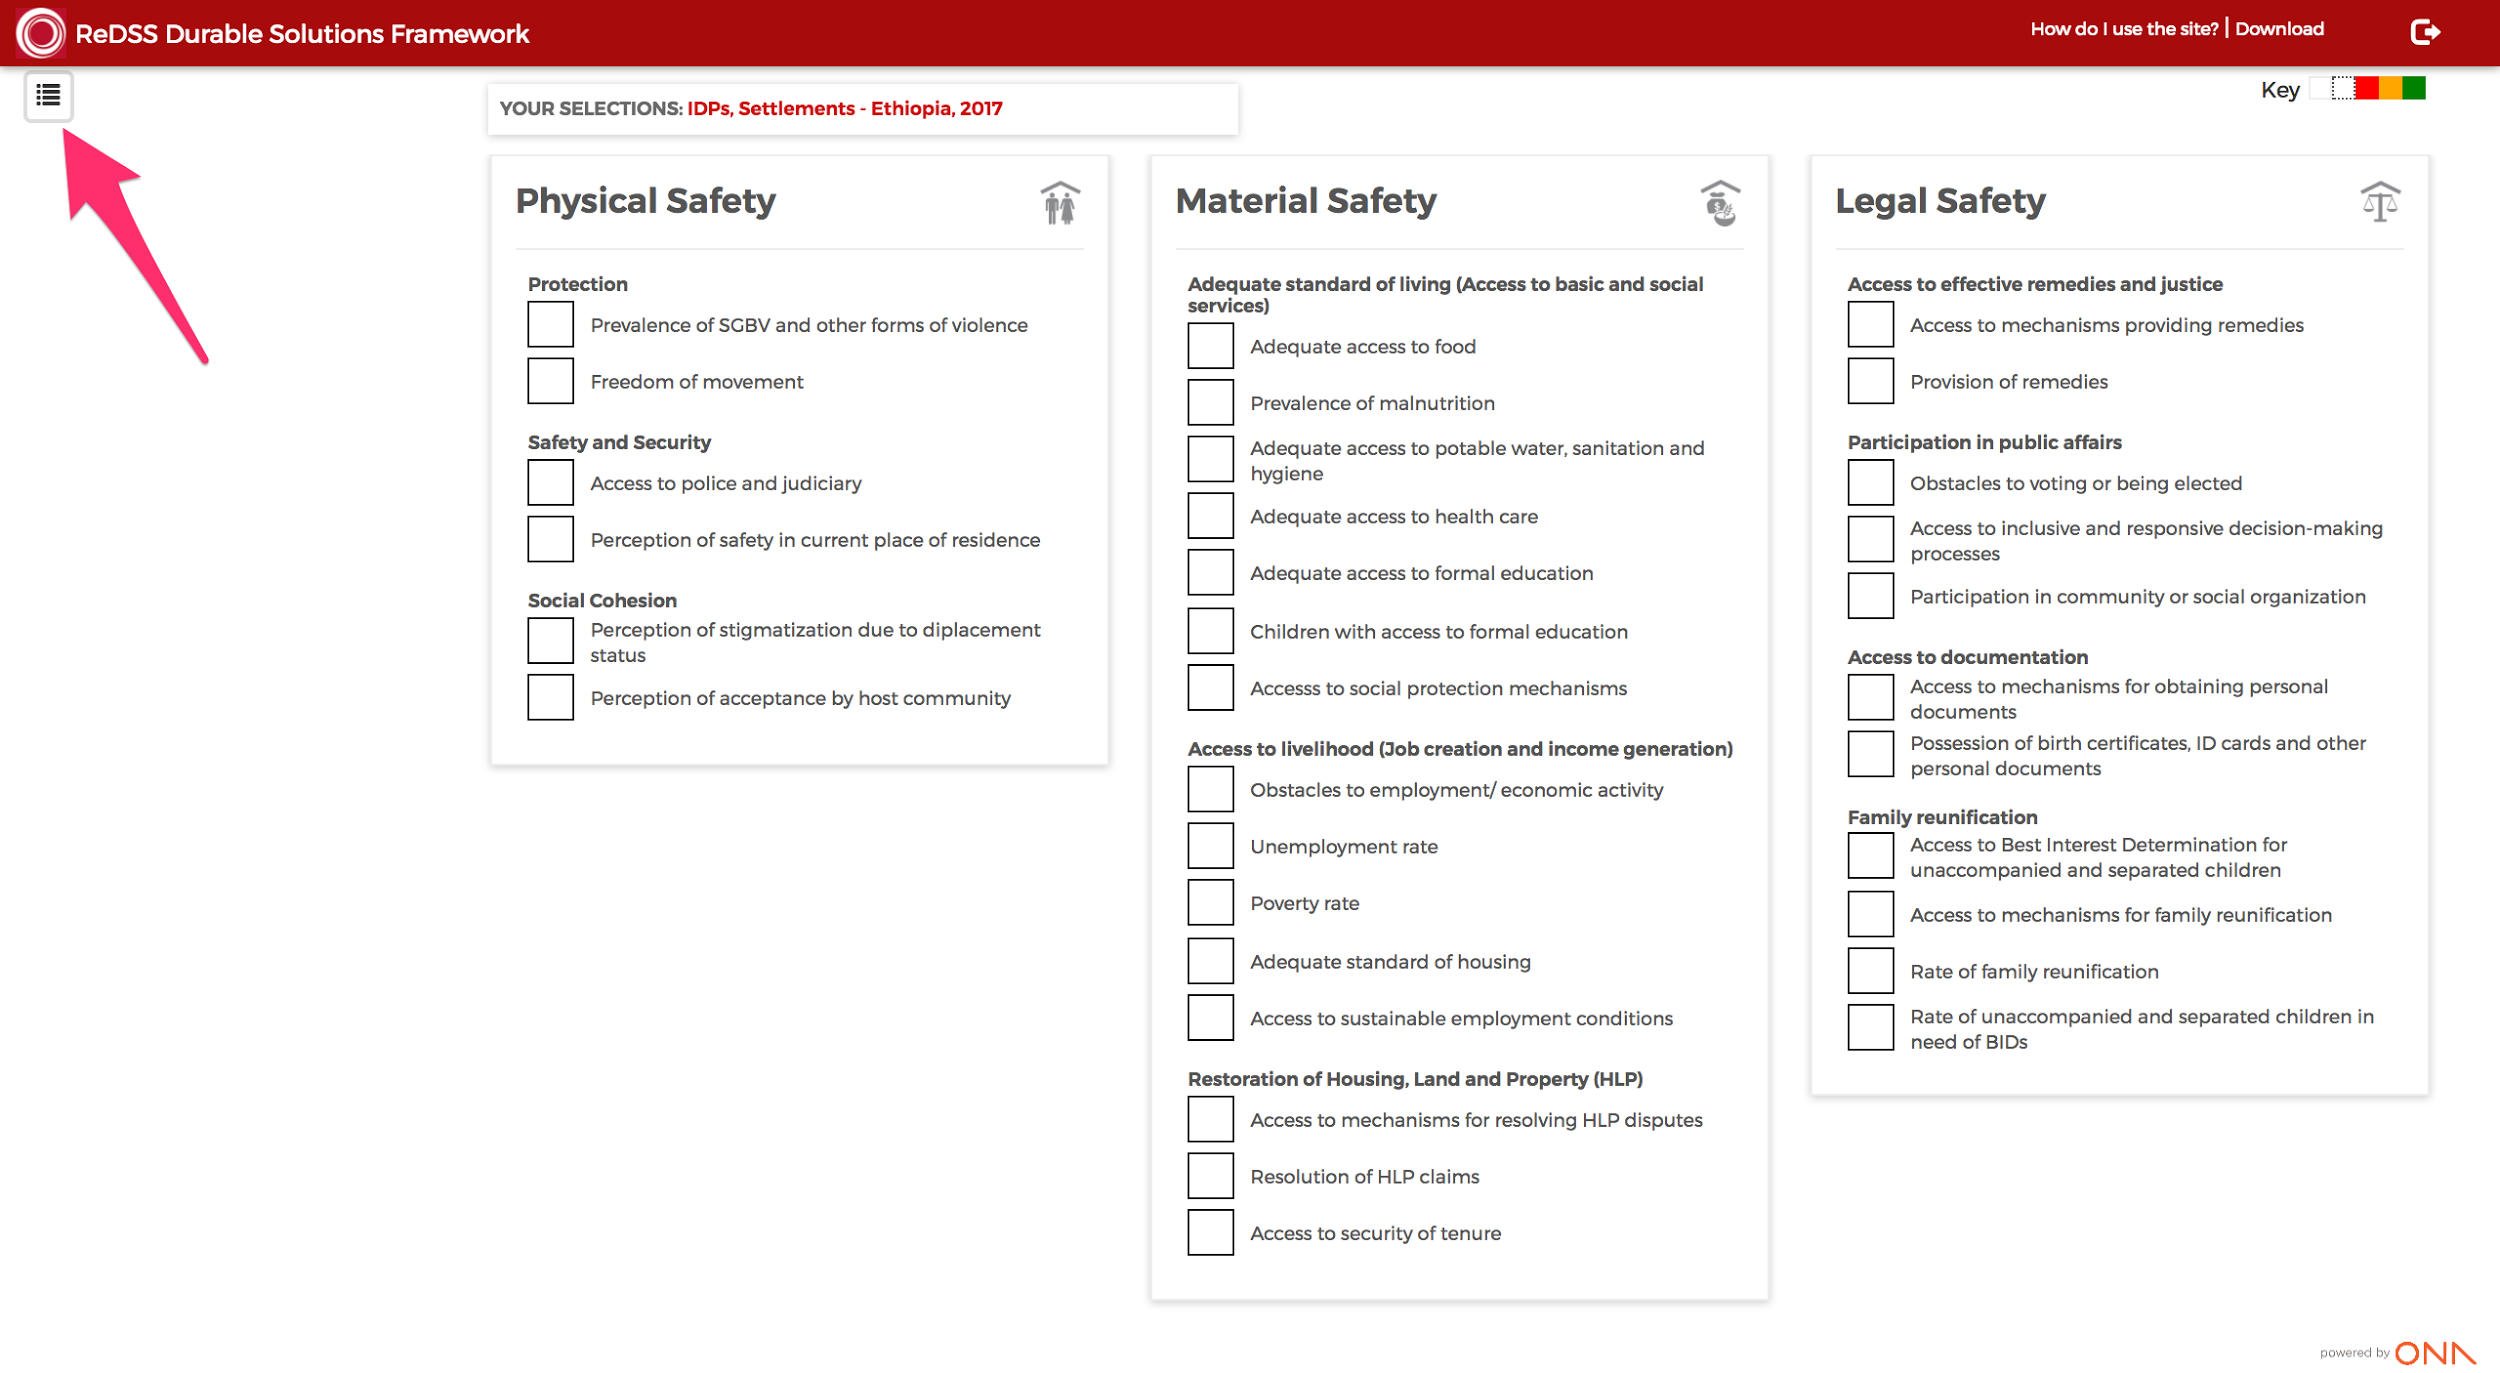 ReDSS Durable Solutions Framework
How do I use the site? | Download
YOUR SELECTIONS: IDPs, Settlements - Ethiopia, 2017
Key
Physical Safety
Protection
Prevalence of SGBV and other forms of violence
Freedom of movement
Safety and Security
Access to police and judiciary
Perception of safety in current place of residence
Social Cohesion
Perception of stigmatization due to diplacement
status
Perception of acceptance by host community
Material Safety
Adequate standard of living (Access to basic and social
services)
Adequate access to food
Prevalence of malnutrition
Adequate access to potable water, sanitation and
hygiene
Adequate access to health care
Adequate access to formal education
Children with access to formal education
Accesss to social protection mechanisms
Access to livelihood (Job creation and income generation)
Obstacles to employment/ economic activity
Unemployment rate
Poverty rate
Adequate standard of housing
Access to sustainable employment conditions
Restoration of Housing, Land and Property (HLP)
Access to mechanisms for resolving HLP disputes
Resolution of HLP claims
Access to security of tenure
Legal Safety
Access to effective remedies and justice
Access to mechanisms providing remedies
Provision of remedies
Participation in public affairs
Obstacles to voting or being elected
Access to inclusive and responsive decision-making
processes
Participation in community or social organization
Access to documentation
Access to mechanisms for obtaining personal
documents
Possession of birth certificates, ID cards and other
personal documents
Family reunification
Access to Best Interest Determination for
unaccompanied and separated children
Access to mechanisms for family reunification
Rate of family reunification
Rate of unaccompanied and separated children in
need of BIDs
powered by ONA